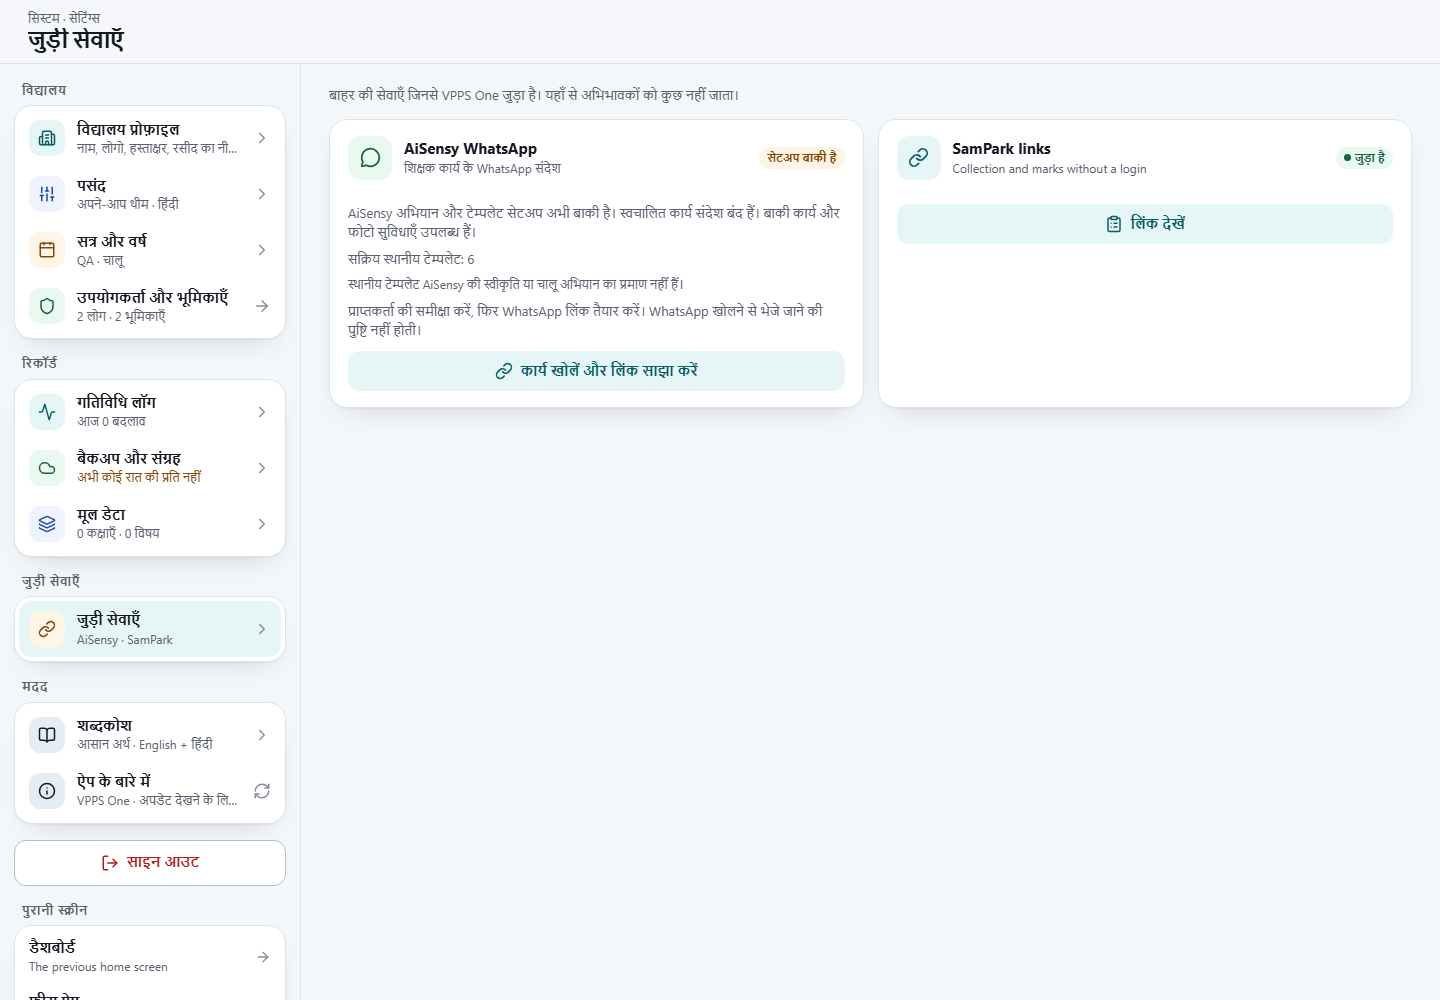 सिस्टम · सेटिंग्स
जुड़ी सेवाएँ
विद्यालय
विद्यालय प्रोफ़ाइल
नाम, लोगो, हस्ताक्षर, रसीद का नी...
पसंद
अपने-आप थीम · हिंदी
सत्र और वर्ष
QA · चालू
उपयोगकर्ता और भूमिकाएँ
2 लोग · 2 भूमिकाएँ
रिकॉर्ड
गतिविधि लॉग
आज 0 बदलाव
बैकअप और संग्रह
अभी कोई रात की प्रति नहीं
मूल डेटा
0 कक्षाएँ · 0 विषय
जुड़ी सेवाएँ
जुड़ी सेवाएँ
AiSensy · SamPark
मदद
शब्दकोश
आसान अर्थ · English + हिंदी
ऐप के बारे में
VPPS One · अपडेट देखने के लि...
साइन आउट
पुरानी स्क्रीन
डैशबोर्ड
The previous home screen
बाहर की सेवाएँ जिनसे VPPS One जुड़ा है। यहाँ से अभिभावकों को कुछ नहीं जाता।
AiSensy WhatsApp
शिक्षक कार्य के WhatsApp संदेश
सेटअप बाकी है
AiSensy अभियान और टेम्पलेट सेटअप अभी बाकी है। स्वचालित कार्य संदेश बंद हैं। बाकी कार्य और
फोटो सुविधाएँ उपलब्ध हैं।
सक्रिय स्थानीय टेम्पलेट: 6
स्थानीय टेम्पलेट AiSensy की स्वीकृति या चालू अभियान का प्रमाण नहीं हैं।
प्राप्तकर्ता की समीक्षा करें, फिर WhatsApp लिंक तैयार करें। WhatsApp खोलने से भेजे जाने की
पुष्टि नहीं होती।
कार्य खोलें और लिंक साझा करें
SamPark links
Collection and marks without a login
जुड़ा है
लिंक देखें